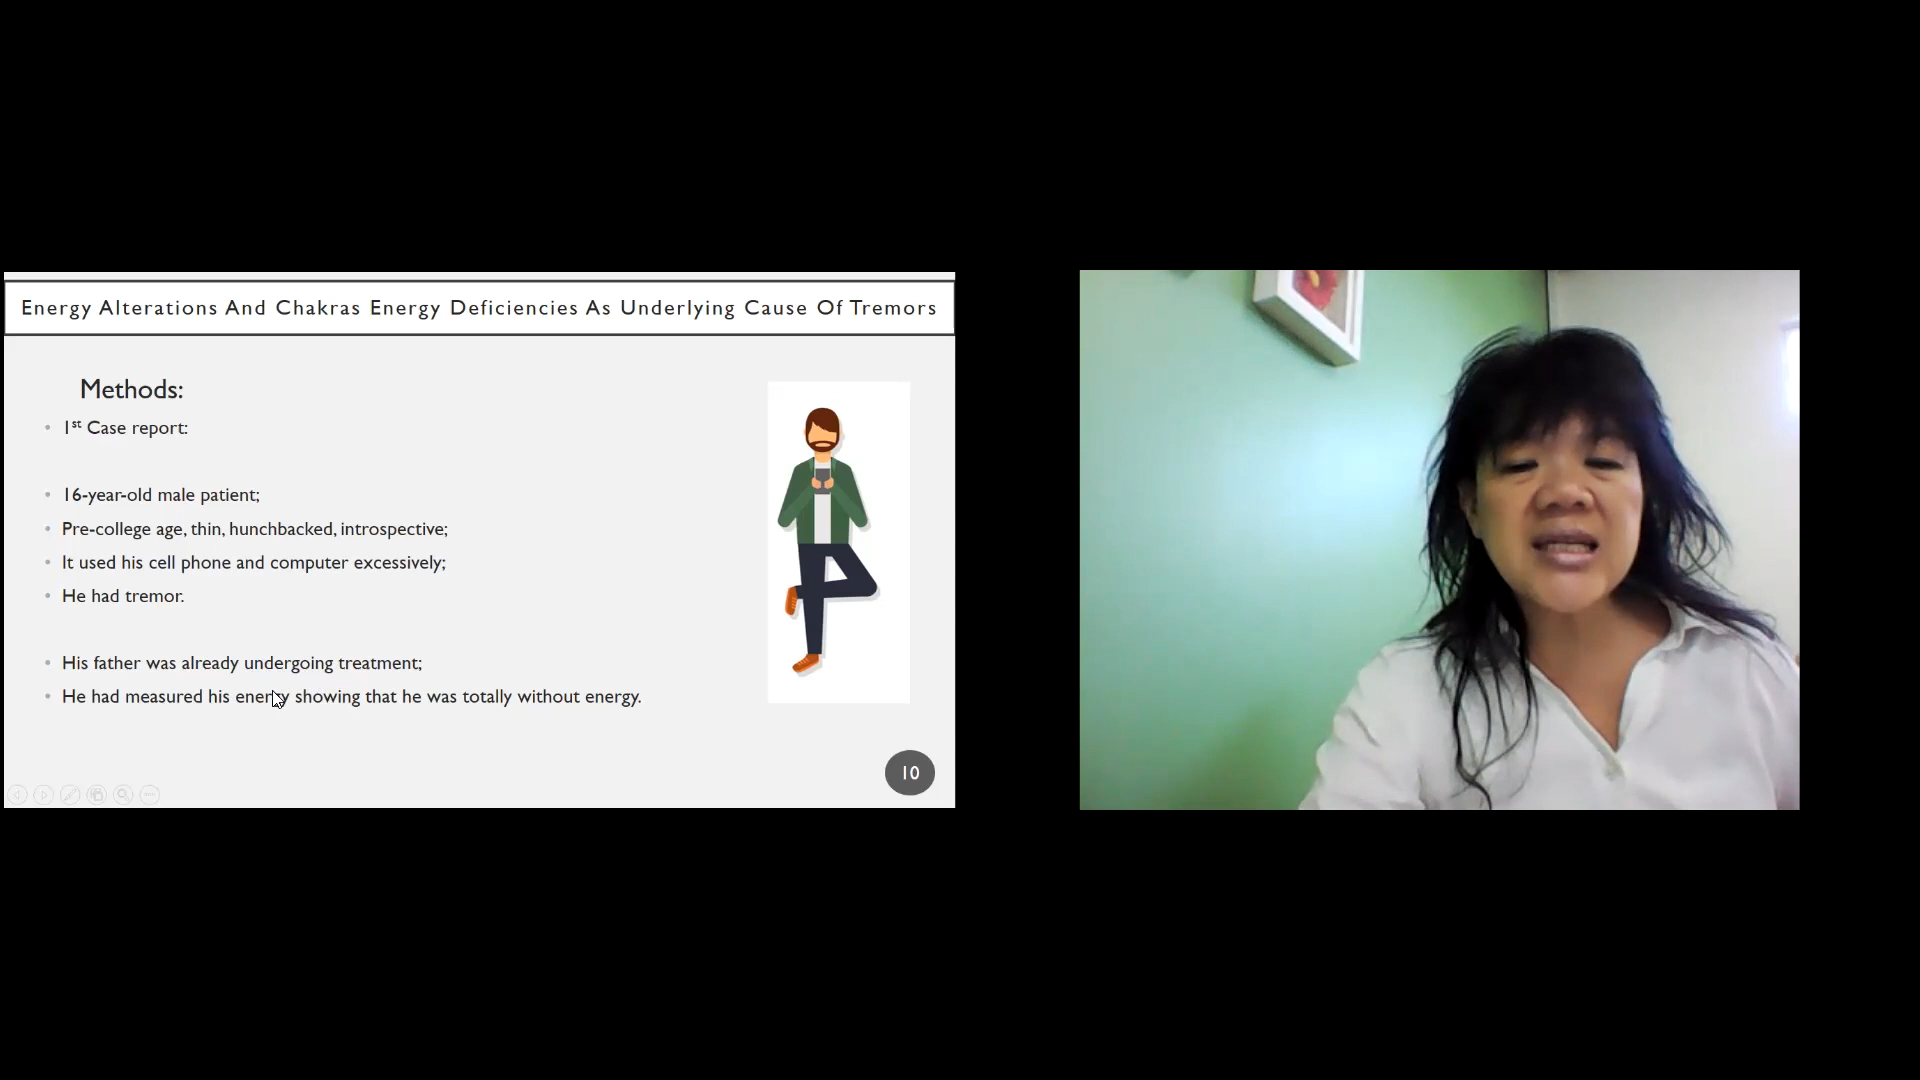 Energy Alterations And Chakras Energy Deficiencies As Underlying Cause Of Tremors
Methods:
• 1st Case report:
• 16-year-old male patient;
• Pre-college age, thin, hunchbacked, introspective;
• It used his cell phone and computer excessively;
• He had tremor.
• His father was already undergoing treatment;
• He had measured his energy showing that he was totally without energy.
10